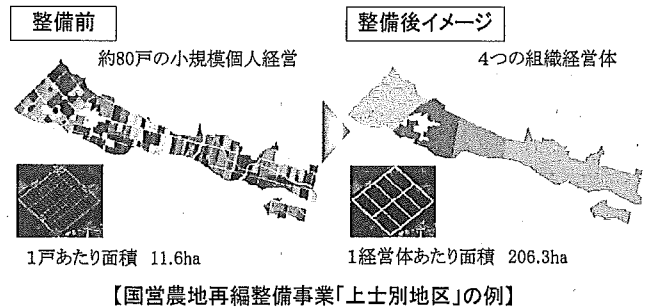 整備前
整備後イメージ
約80戸の小規模個人経営
4つの組織経営体
1戸あたり面積 11.6ha
1経営体あたり面積 206.3ha
【国営農地再編整備事業「上士別地区」の例】